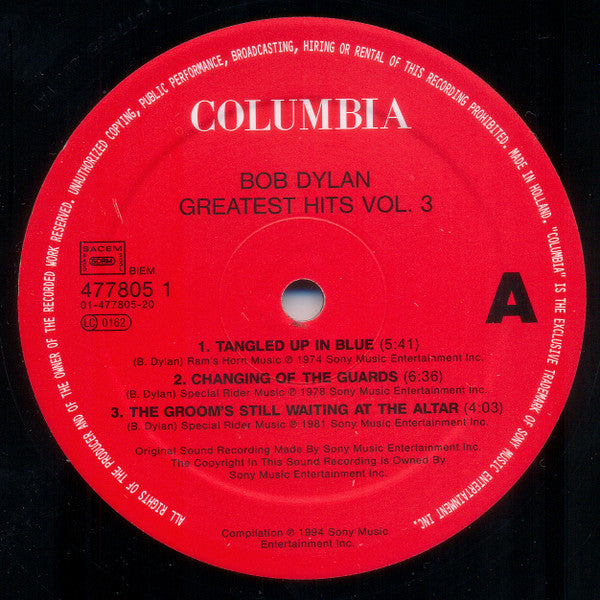 ALL RIGHTS OF THE PRODUCER AND OF THE OWNER OF THE RECORDED WORK RESERVED. UNAUTHORIZED COPYING, PUBLIC PERFORMANCE, BROADCASTING, HIRING OR RENTAL OF THIS RECORDING PROHIBITED. MADE IN HOLLAND. "COLUMBIA" IS THE EXCLUSIVE TRADEMARK OF SONY MUSIC ENTERTAINMENT INC.
COLUMBIA
BOB DYLAN
GREATEST HITS VOL. 3
SACEM
BIEM
477805 1
01-477805-20
LC 0162
A
1. TANGLED UP IN BLUE (5:41)
(B. Dylan) Ram's Horn Music ℗ 1974 Sony Music Entertainment Inc.
2. CHANGING OF THE GUARDS (6:36)
(B. Dylan) Special Rider Music ℗ 1978 Sony Music Entertainment Inc.
3. THE GROOM'S STILL WAITING AT THE ALTAR (4:03)
(B. Dylan) Special Rider Music ℗ 1981 Sony Music Entertainment Inc.
Original Sound Recording Made By Sony Music Entertainment Inc.
The Copyright In This Sound Recording is Owned By
Sony Music Entertainment Inc.
Compilation ℗ 1994 Sony Music
Entertainment Inc.